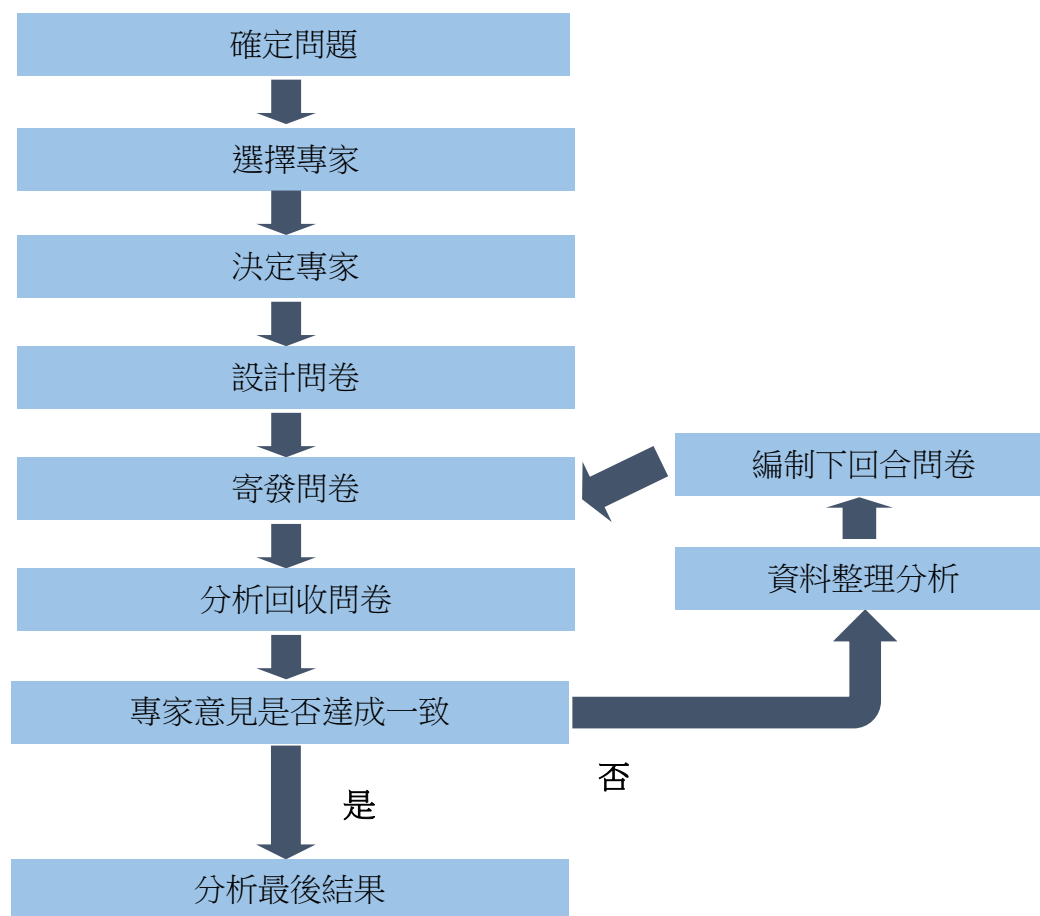 確定問題
選擇專家
決定專家
設計問卷
寄發問卷
分析回收問卷
專家意見是否達成一致
是
分析最後結果
否
資料整理分析
編制下回合問卷